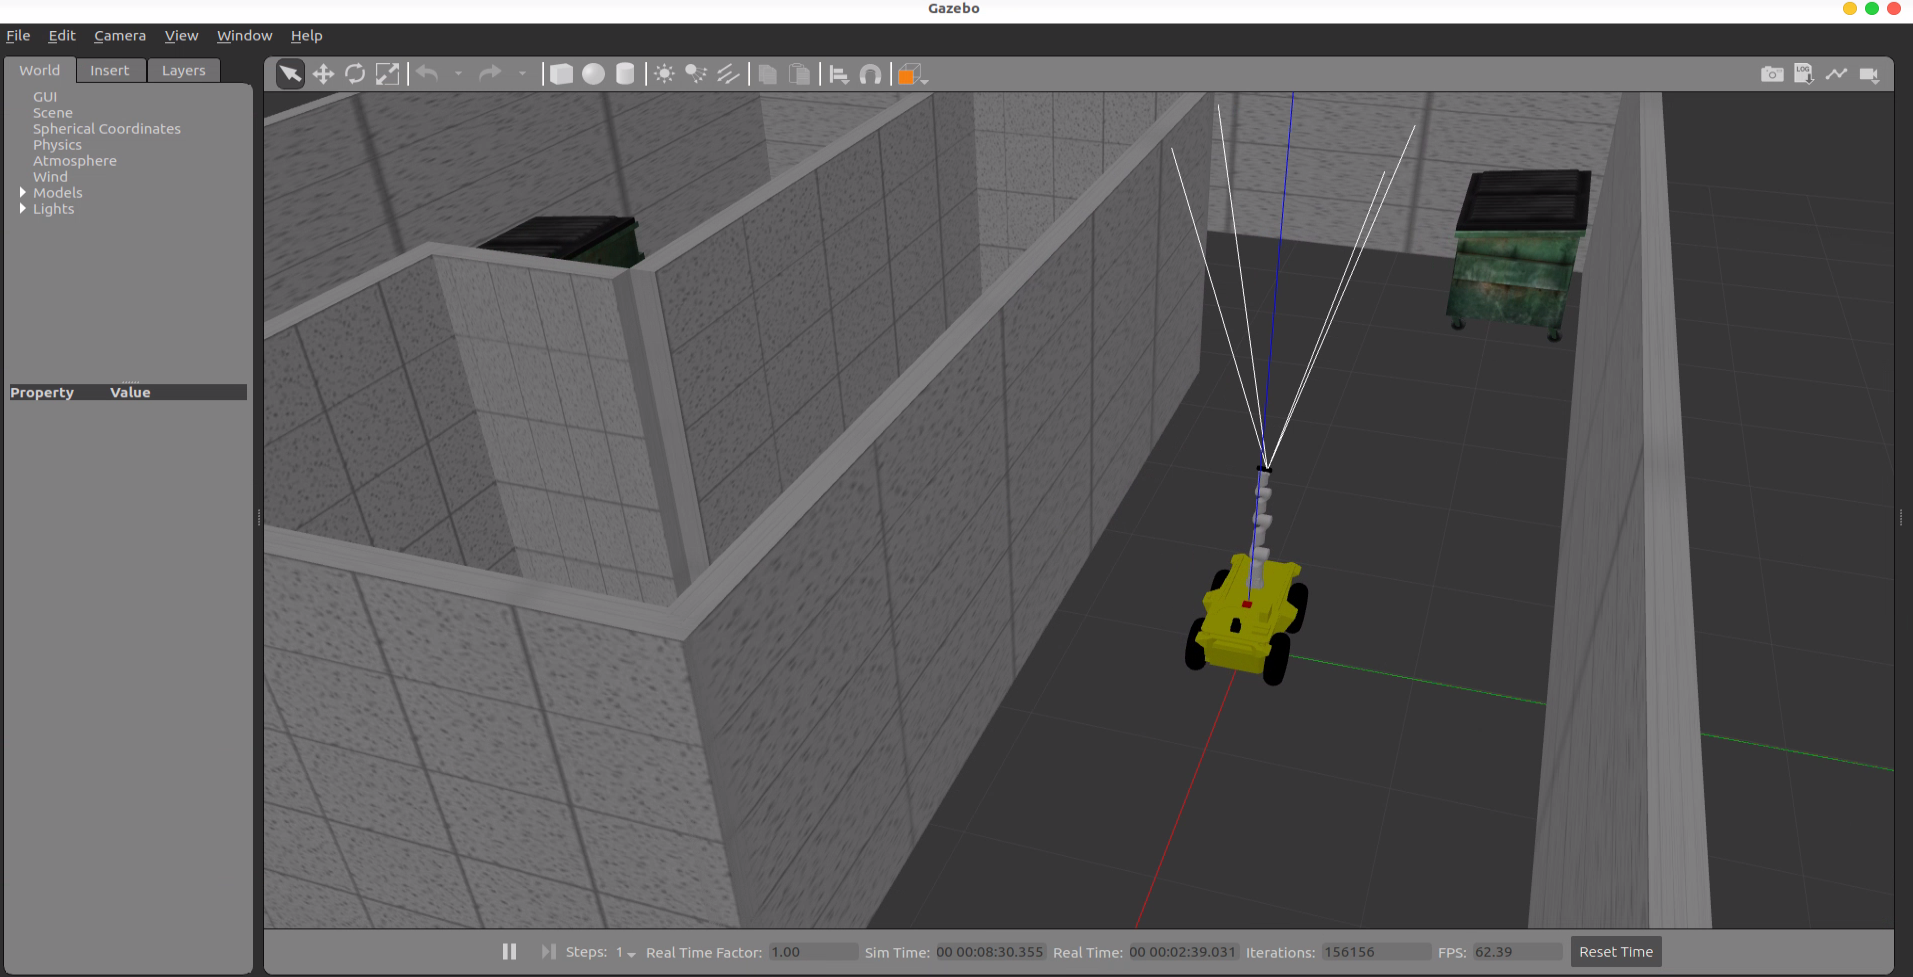 Gazebo
File Edit Camera View Window Help
World Insert Layers
GUI
Scene
Spherical Coordinates
Physics
Atmosphere
Wind
Models
Lights
Property Value
LOG
Steps: 1 Real Time Factor: 1.00 Sim Time: 00 00:08:30.355 Real Time: 00 00:02:39.031 Iterations: 156156 FPS: 62.39 Reset Time